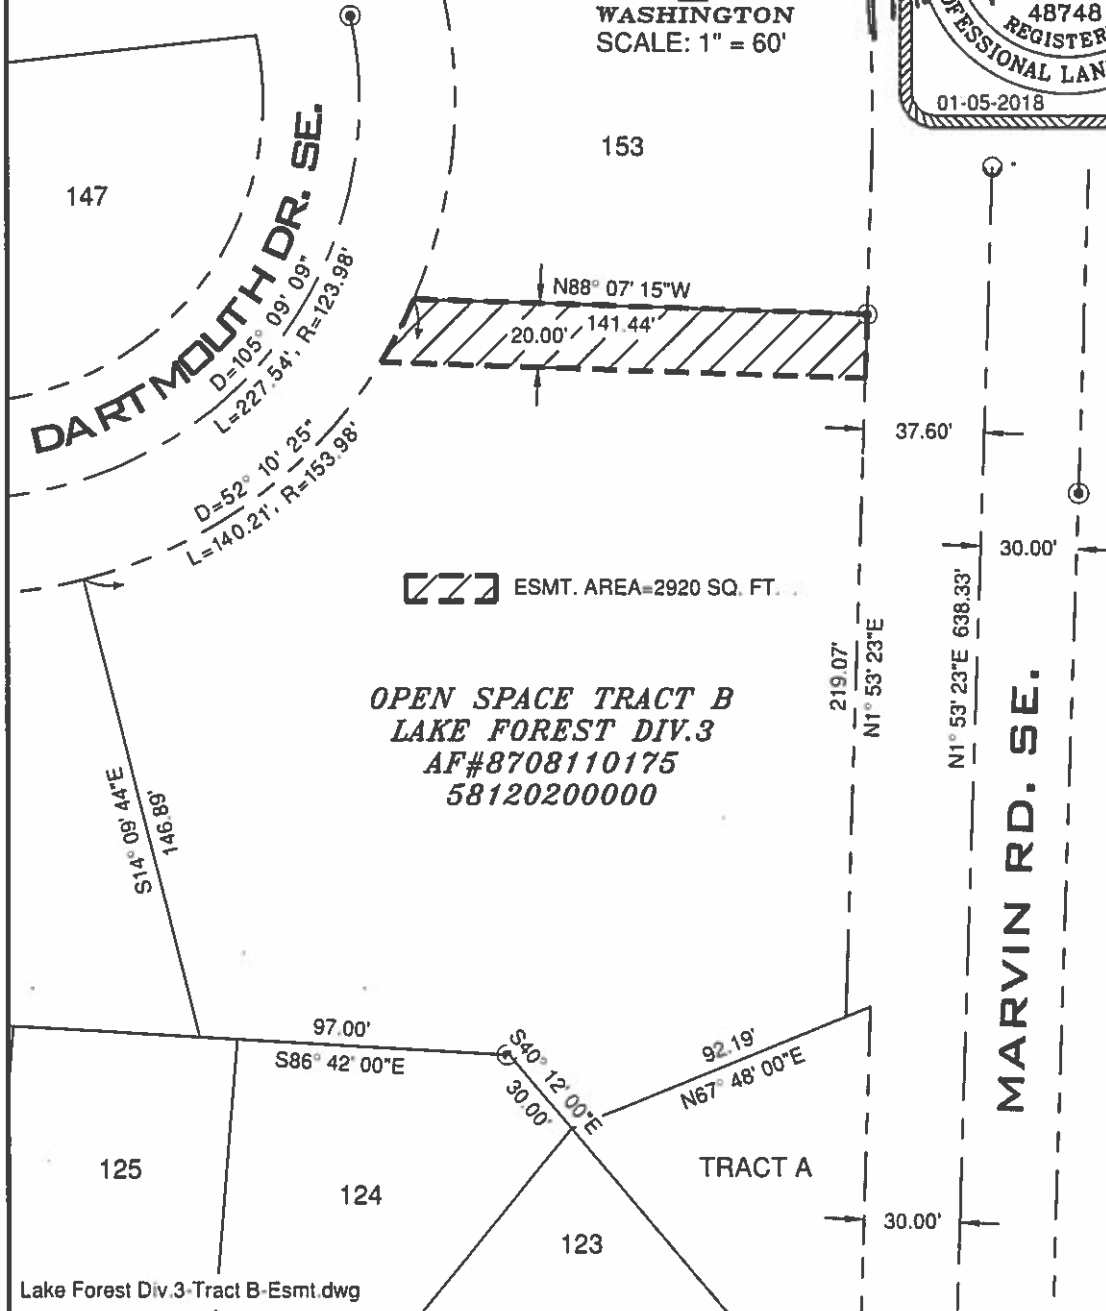 WASHINGTON
SCALE: 1" = 60'
48748
REGISTER
OFESSIONAL LAN
01-05-2018
153
147
DARTMOUTH DR. SE.
D=105° 09' 09"
L=227.54', R=123.98'
N88° 07' 15"W
141.44'
20.00'
D=52° 10' 25"
L=140.21', R=153.98'
37.60'
30.00'
ESMT. AREA=2920 SQ. FT.
OPEN SPACE TRACT B
LAKE FOREST DIV.3
AF#8708110175
58120200000
219.07'
N1° 53' 23"E
N1° 53' 23"E 638.33'
MARVIN RD. SE.
S14° 09' 44"E
146.89'
97.00'
S86° 42' 00"E
S40° 12' 00"E
30.00'
92.19'
N67° 48' 00"E
125
124
123
TRACT A
30.00'
Lake Forest Div.3-Tract B-Esmt.dwg